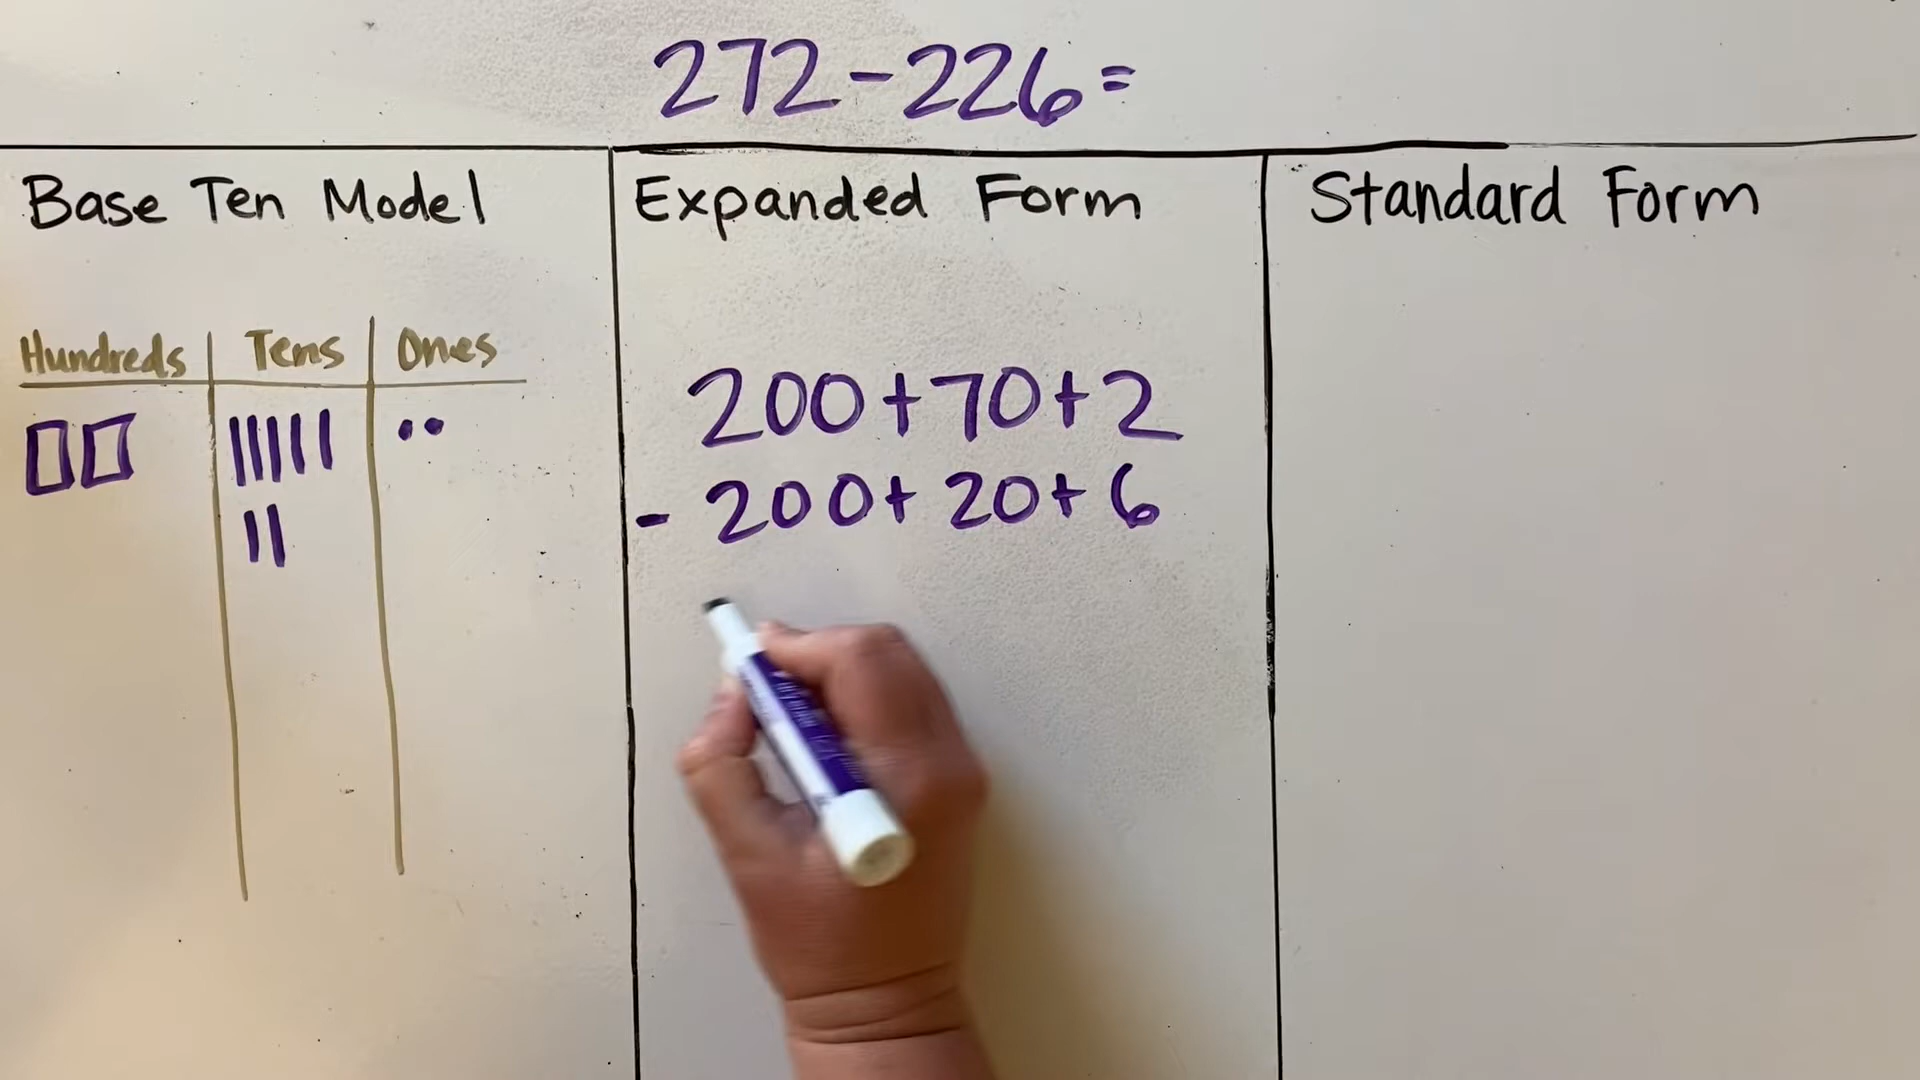 272-226=
Base Ten Model
Expanded Form
Standard Form
Hundreds Tens Ones
200+70+2
- 200+20+6